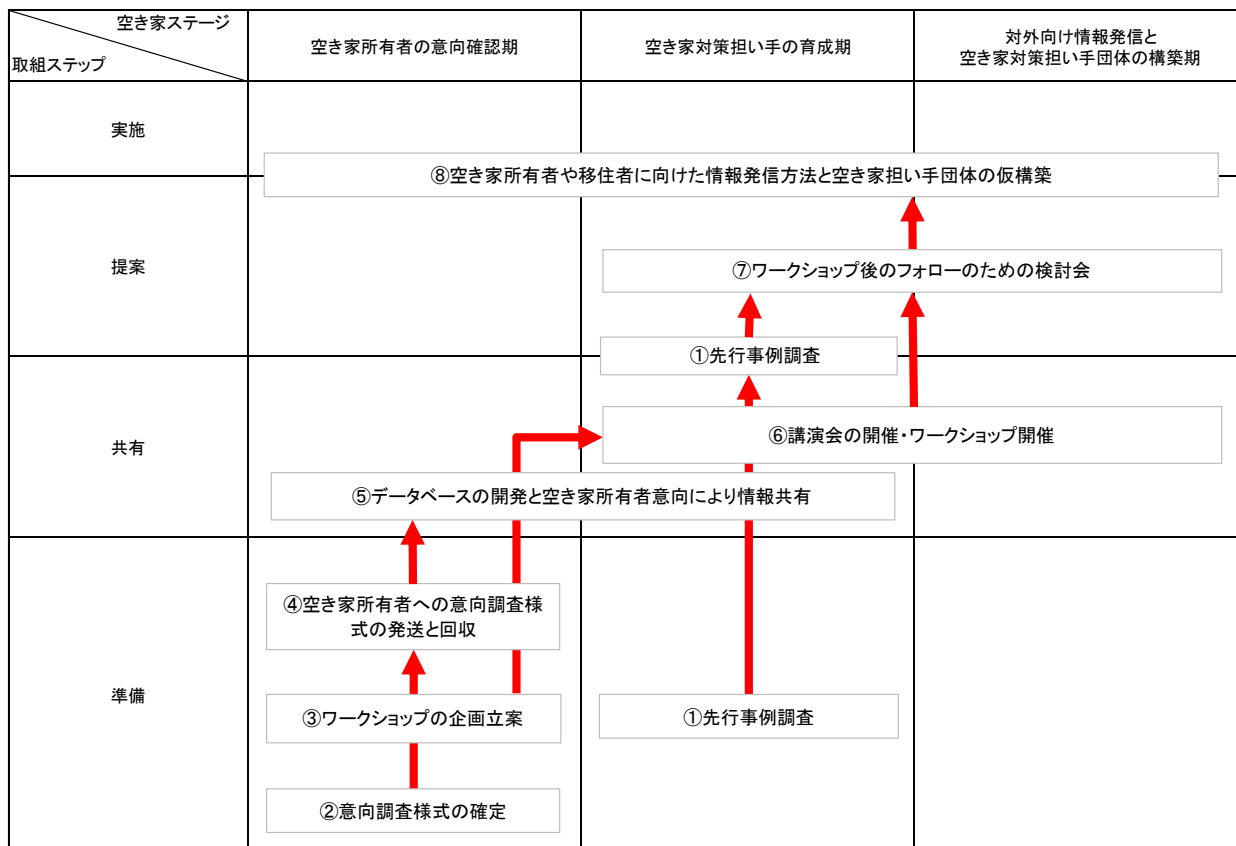 空き家ステージ
取組ステップ
空き家所有者の意向確認期
空き家対策担い手の育成期
対外向け情報発信と
空き家対策担い手団体の構築期
実施
⑧空き家所有者や移住者に向けた情報発信方法と空き家担い手団体の仮構築
提案
⑦ワークショップ後のフォローのための検討会
①先行事例調査
共有
⑥講演会の開催・ワークショップ開催
⑤データベースの開発と空き家所有者意向により情報共有
準備
④空き家所有者への意向調査様
式の発送と回収
③ワークショップの企画立案
①先行事例調査
②意向調査様式の確定